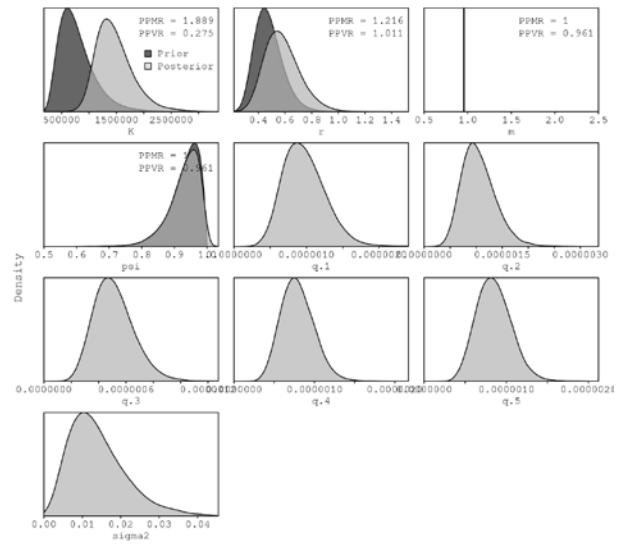 PPMR = 1.889
PPVR = 0.275
Prior
Posterior
500000 1500000 2500000
K
PPMR = 1.216
PPVR = 1.011
0.4 0.6 0.8 1.0 1.2 1.4
r
PPMR = 1
PPVR = 0.961
0.5 1.0 1.5 2.0 2.5
m
Density
PPMR = 1
PPVR = 0.961
0.5 0.6 0.7 0.8 0.9 1.0
psi
0.0000010
q.1
0.0000015 0.0000030
q.2
0.0000000 0.0000006
q.3
0.0000010
q.4
0.0000010
q.5
0.00 0.01 0.02 0.03 0.04
sigma2